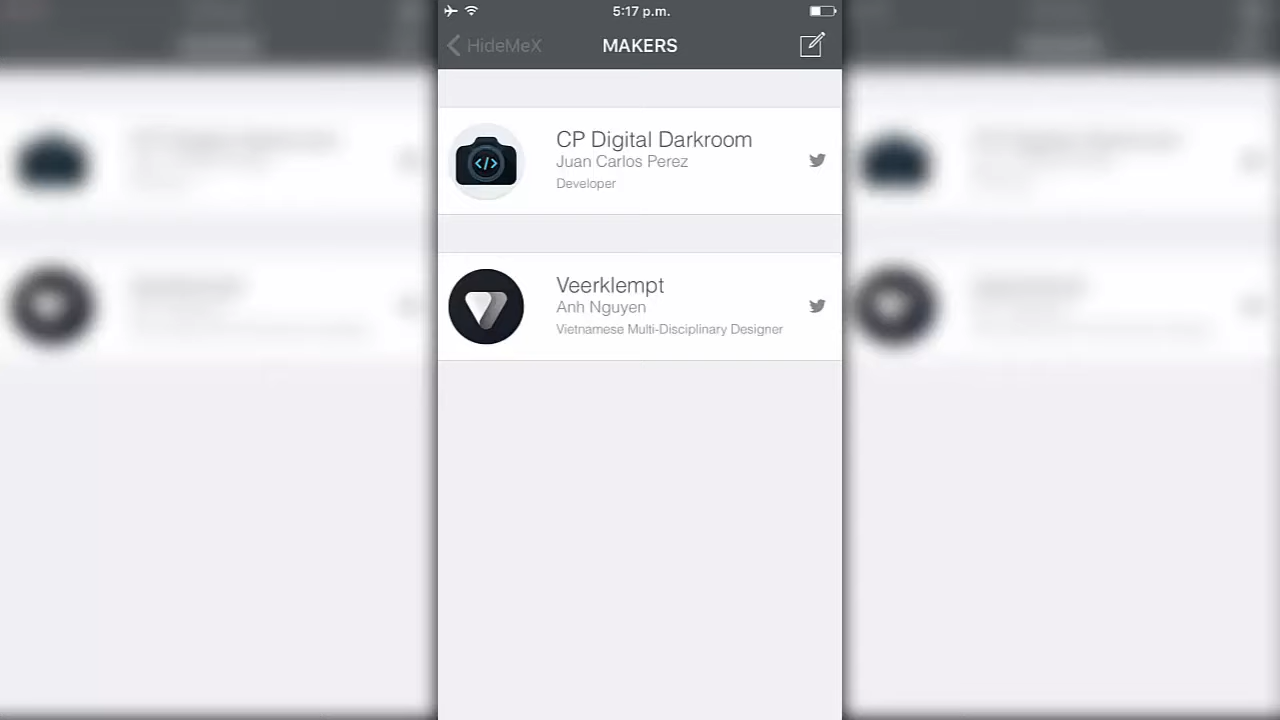 5:17 p.m.
HideMeX
MAKERS
</>
CP Digital Darkroom
Juan Carlos Perez
Developer
Veerklempt
Anh Nguyen
Vietnamese Multi-Disciplinary Designer